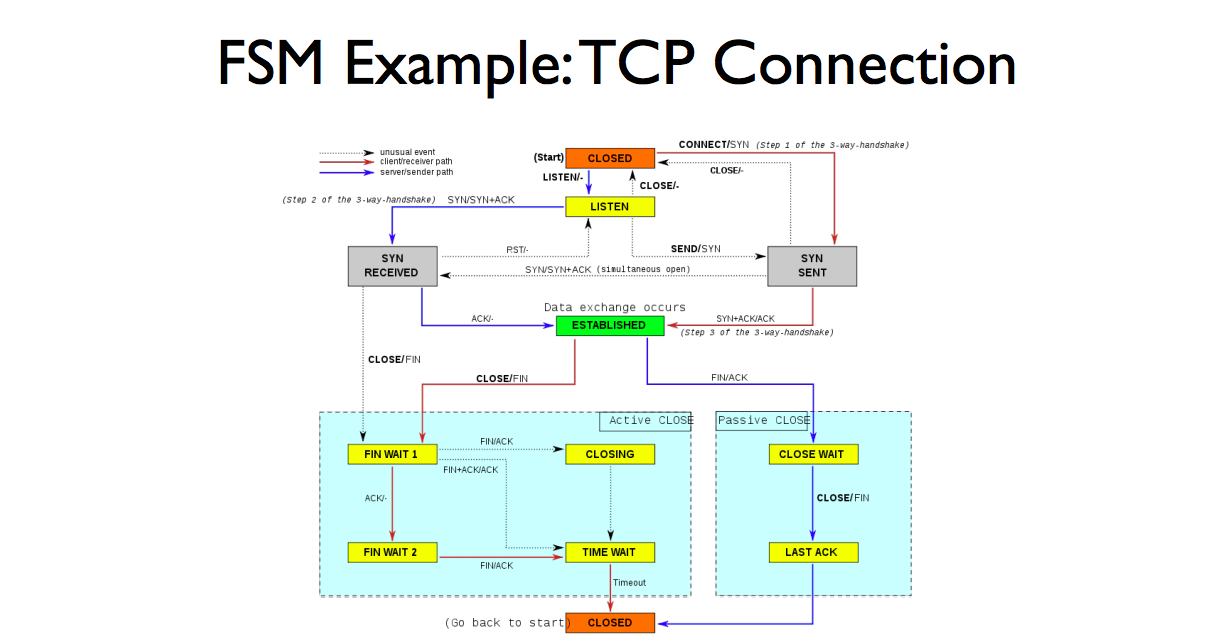 FSM Example: TCP Connection
unusual event
client/receiver path
server/sender path
(Start)
CLOSED
CONNECT/SYN (Step 1 of the 3-way-handshake)
CLOSE/-
LISTEN/-
CLOSE/-
(Step 2 of the 3-way-handshake) SYN/SYN+ACK
LISTEN
RST/-
SEND/SYN
SYN
RECEIVED
SYN
SENT
SYN/SYN+ACK (simultaneous open)
Data exchange occurs
ACK/-
ESTABLISHED
SYN+ACK/ACK
(Step 3 of the 3-way-handshake)
CLOSE/FIN
CLOSE/FIN
FIN/ACK
Active CLOSE
Passive CLOSE
FIN/ACK
FIN WAIT 1
CLOSING
CLOSE WAIT
FIN+ACK/ACK
ACK/-
CLOSE/FIN
FIN WAIT 2
TIME WAIT
LAST ACK
FIN/ACK
Timeout
(Go back to start)
CLOSED